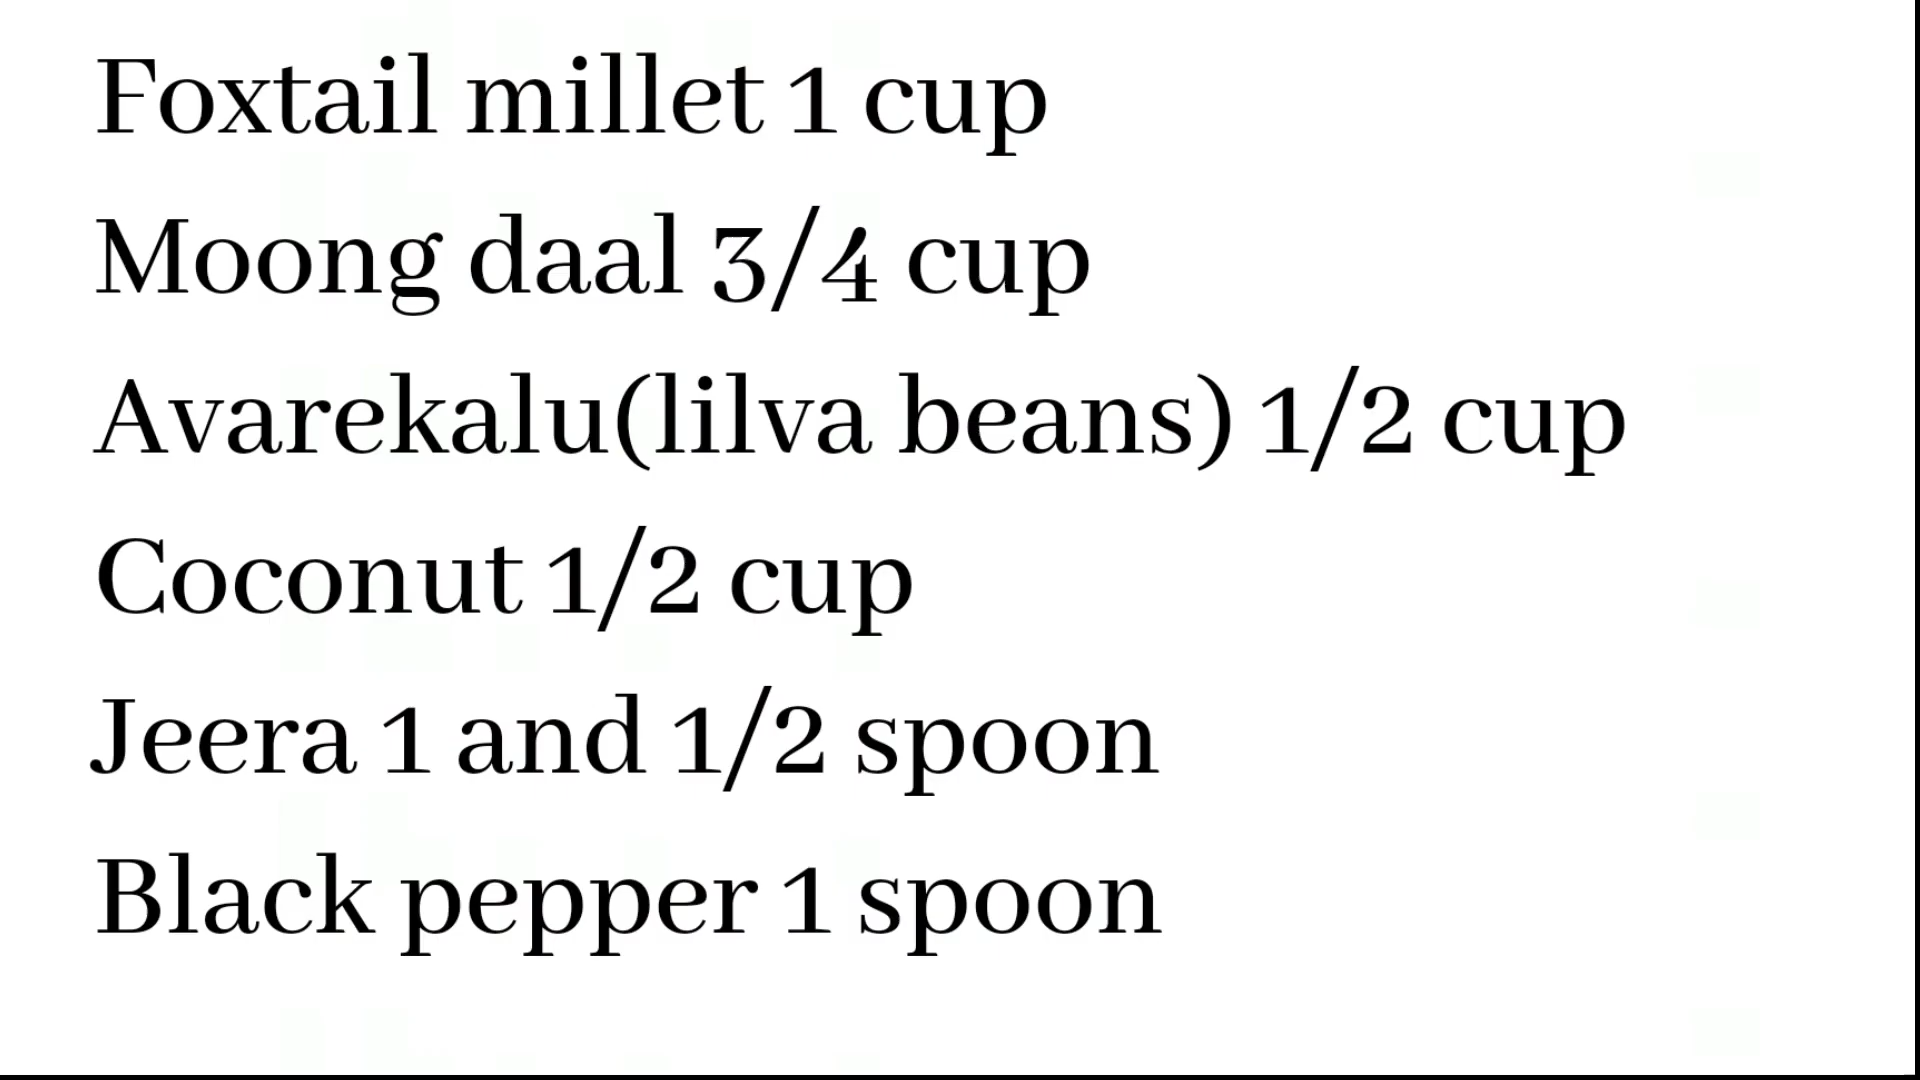 Foxtail millet 1 cup
Moong daal 3/4 cup
Avarekalu(lilva beans) 1/2 cup
Coconut 1/2 cup
Jeera 1 and 1/2 spoon
Black pepper 1 spoon